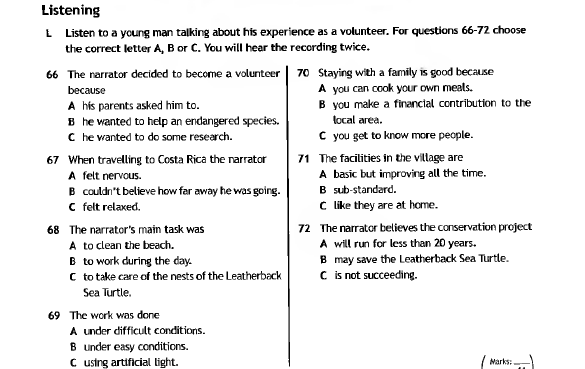 Listening
L Listen to a young man talking about his experience as a volunteer. For questions 66-72 choose
the correct letter A, B or C. You will hear the recording twice.
66 The narrator decided to become a volunteer
because
A his parents asked him to.
B he wanted to help an endangered species.
C he wanted to do some research.
67 When travelling to Costa Rica the narrator
A felt nervous.
B couldn't believe how far away he was going.
C felt relaxed.
68 The narrator's main task was
A to clean the beach.
B to work during the day.
C to take care of the nests of the Leatherback
Sea Turtle.
69 The work was done
A under difficult conditions.
B under easy conditions.
C using artificial light.
70 Staying with a family is good because
A you can cook your own meals.
B you make a financial contribution to the
local area.
C you get to know more people.
71 The facilities in the village are
A basic but improving all the time.
B sub-standard.
C like they are at home.
72 The narrator believes the conservation project
A will run for less than 20 years.
B may save the Leatherback Sea Turtle.
C is not succeeding.
(Marks: ___)